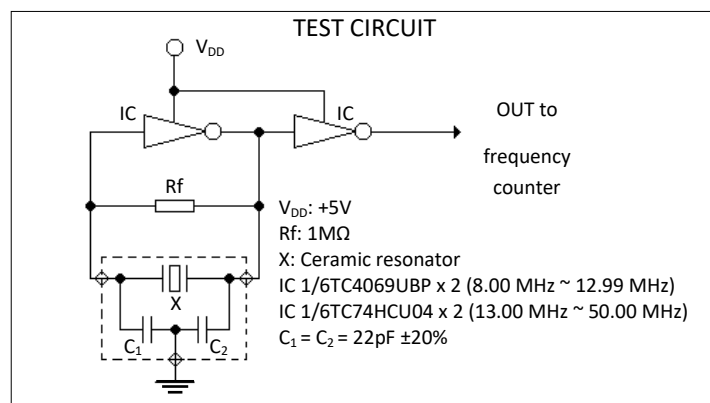 TEST CIRCUIT
VDD
IC
IC
OUT to
frequency
counter
Rf
VDD: +5V
Rf: 1MΩ
X: Ceramic resonator
X
IC 1/6TC4069UBP x 2 (8.00 MHz ~ 12.99 MHz)
IC 1/6TC74HCU04 x 2 (13.00 MHz ~ 50.00 MHz)
C1 = C2 = 22pF ±20%
C1
C2